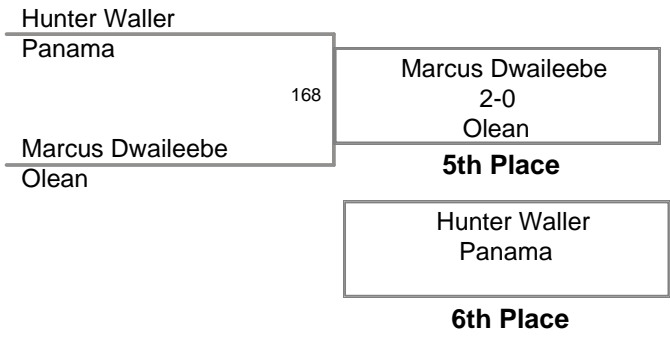 Hunter Waller
Panama
168
Marcus Dwaileebe
Olean
Marcus Dwaileebe
2-0
Olean
5th Place
Hunter Waller
Panama
6th Place